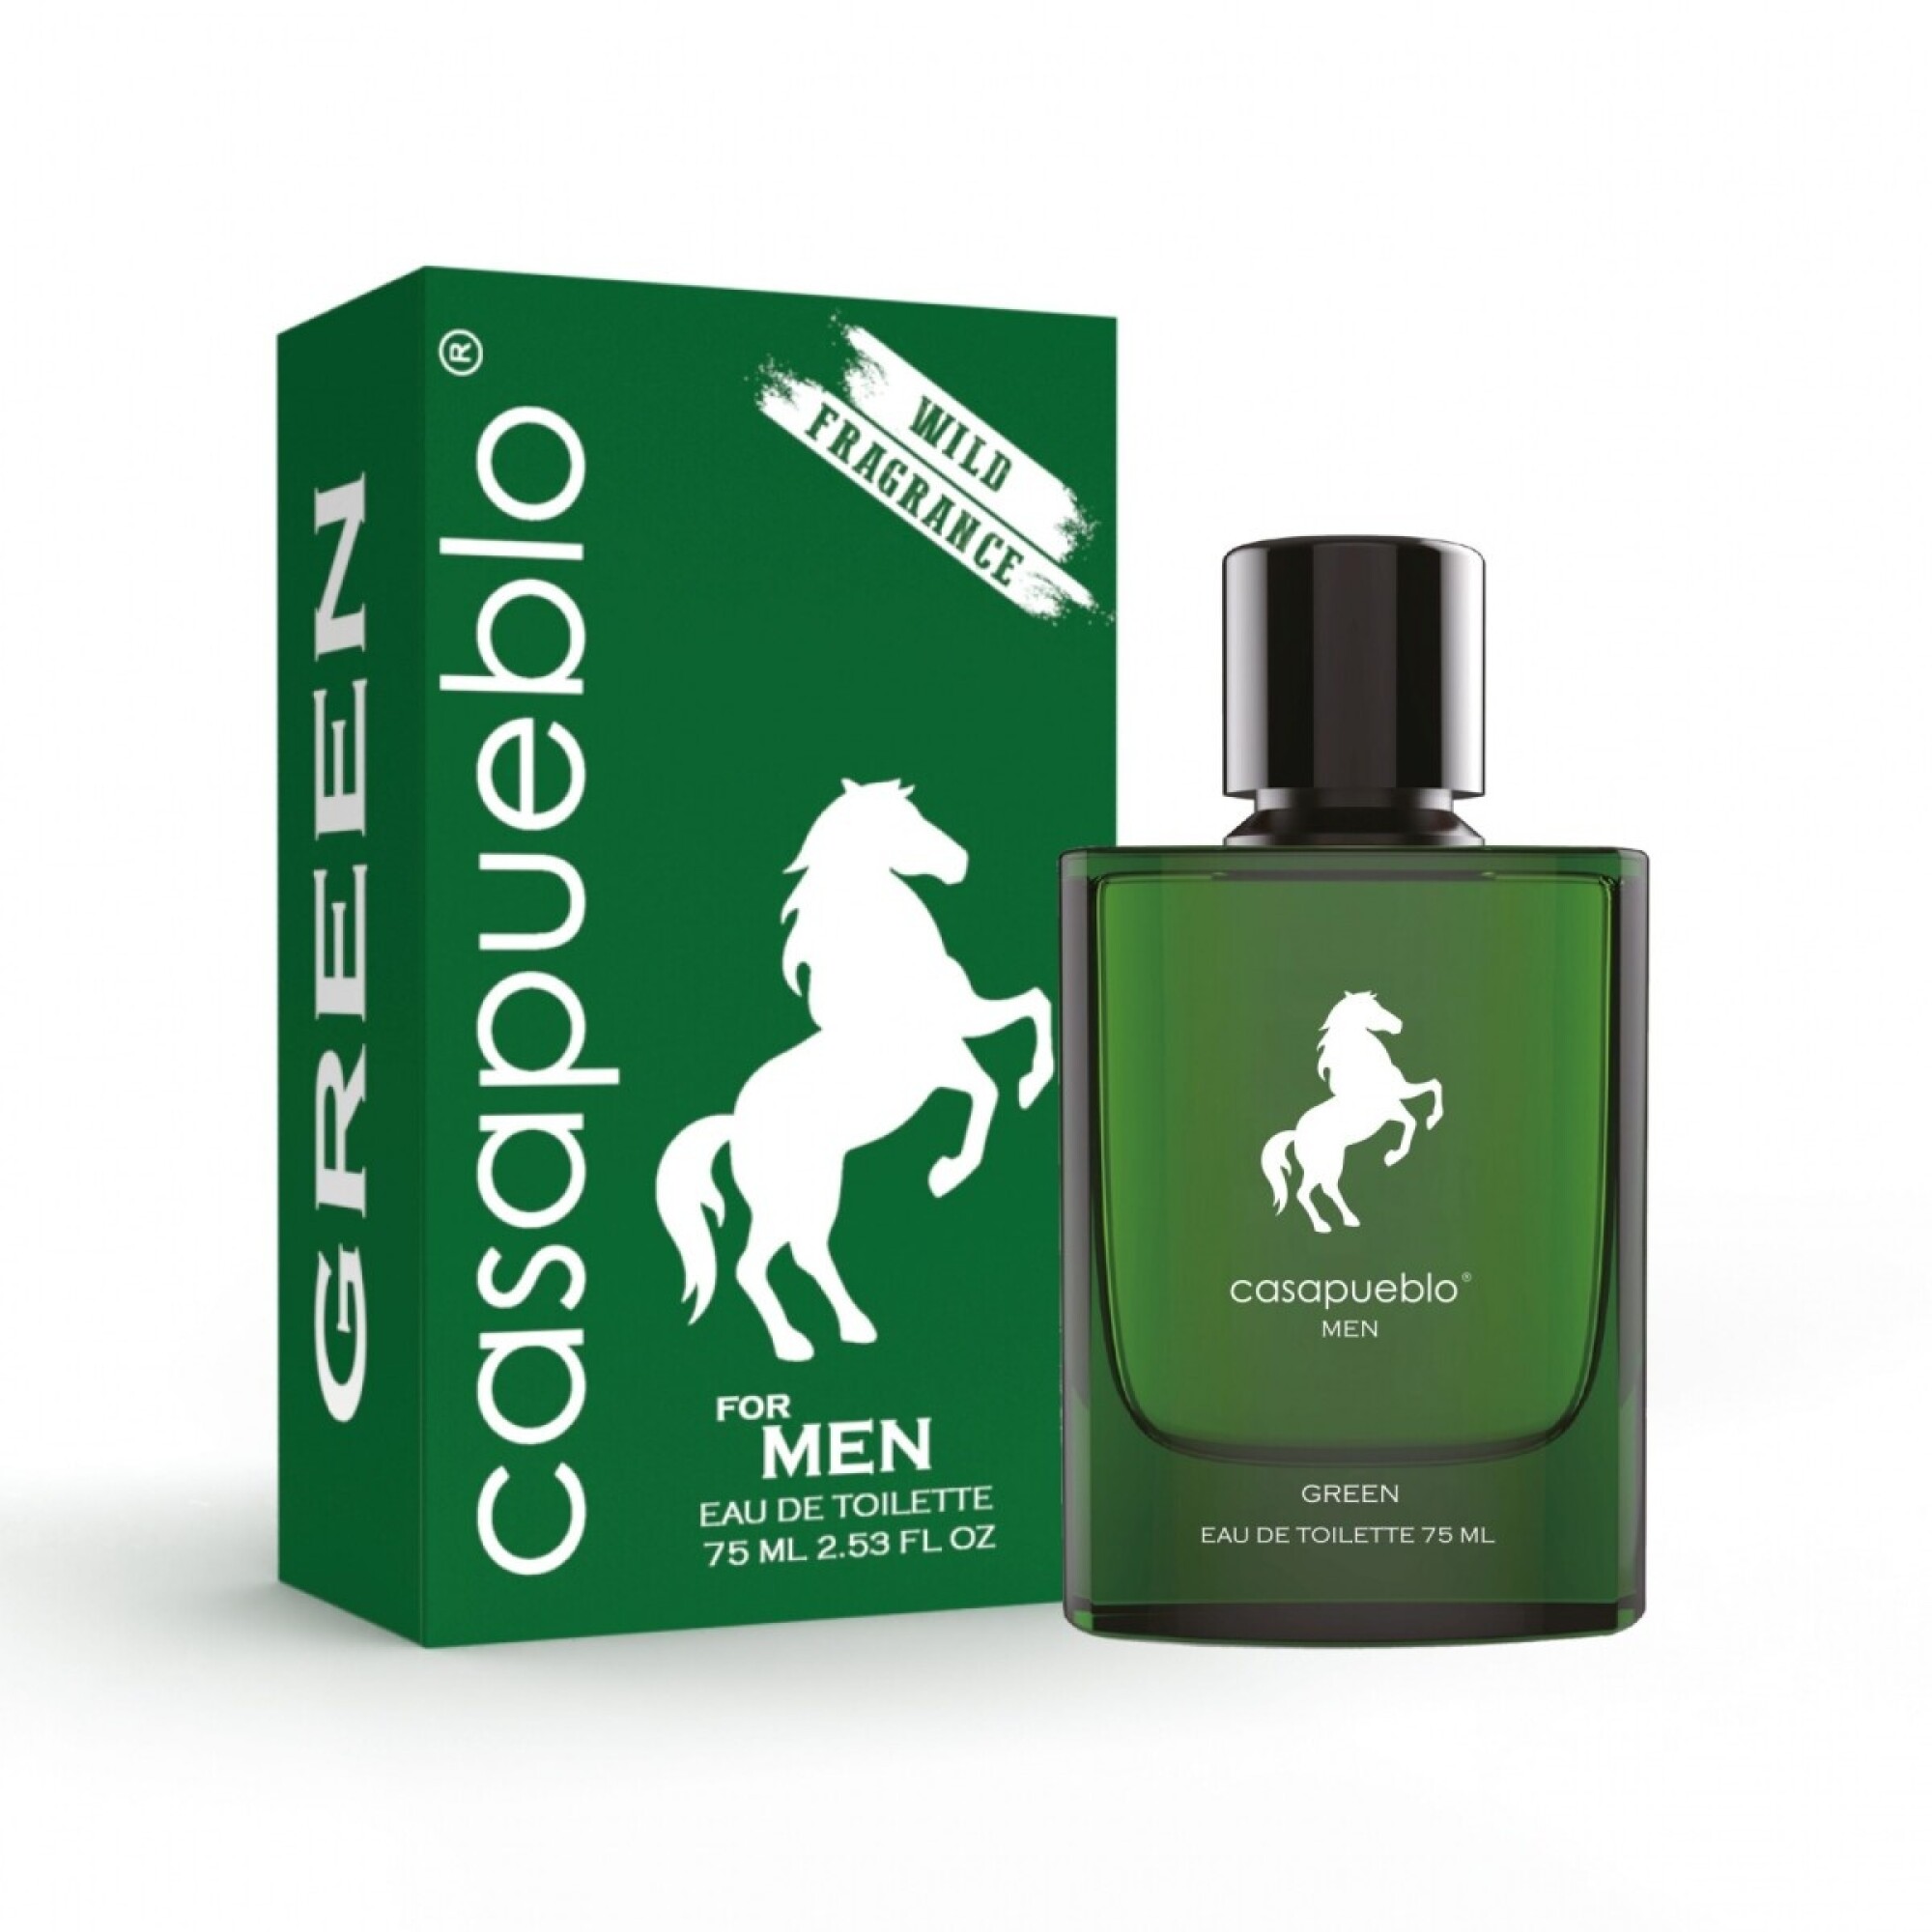 GREEN
casapueblo®
WILD
FRAGRANCE
FOR
MEN
EAU DE TOILETTE
75 ML 2.53 FL OZ
casapueblo®
MEN
GREEN
EAU DE TOILETTE 75 ML